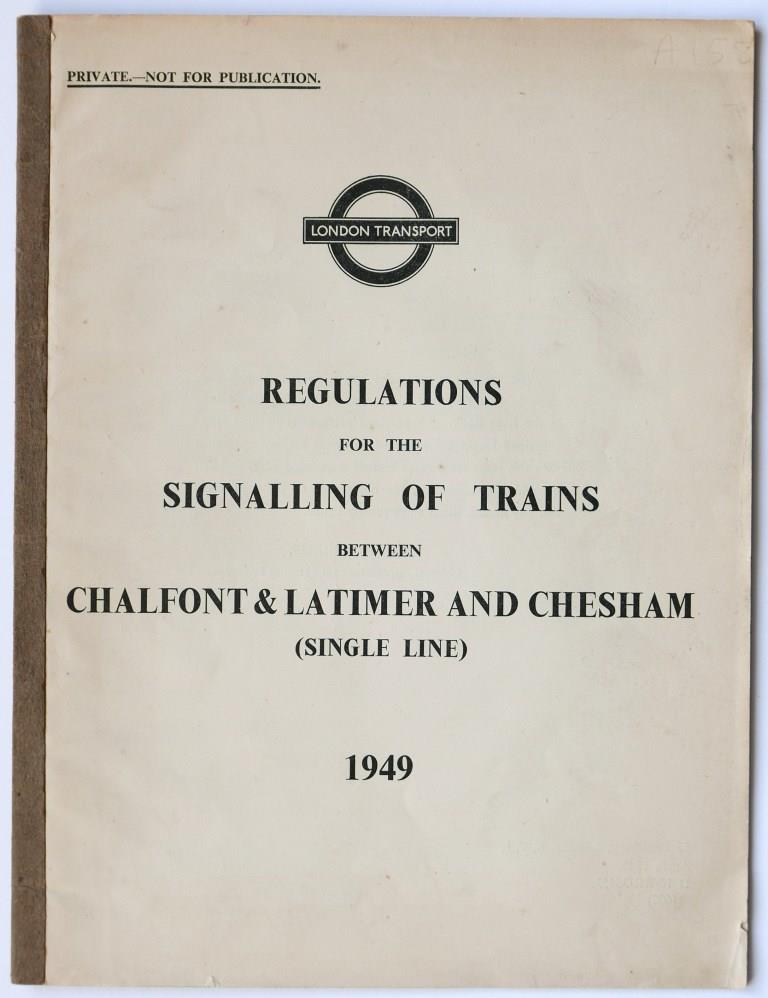 PRIVATE.—NOT FOR PUBLICATION.
LONDON TRANSPORT
REGULATIONS
FOR THE
SIGNALLING OF TRAINS
BETWEEN
CHALFONT & LATIMER AND CHESHAM
(SINGLE LINE)
1949